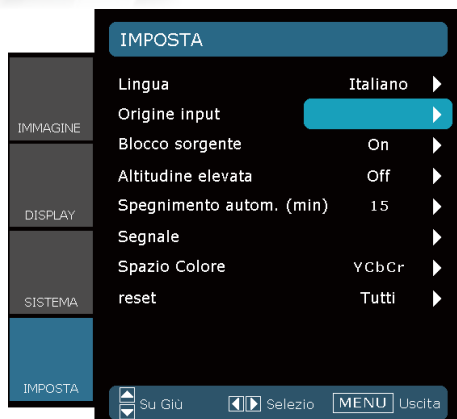 IMPOSTA
IMMAGINE
DISPLAY
SISTEMA
IMPOSTA
Lingua Italiano
Origine input
Blocco sorgente On
Altitudine elevata Off
Spegnimento autom. (min) 15
Segnale
Spazio Colore YCbCr
reset Tutti
Su Giù Selezio MENU Uscita